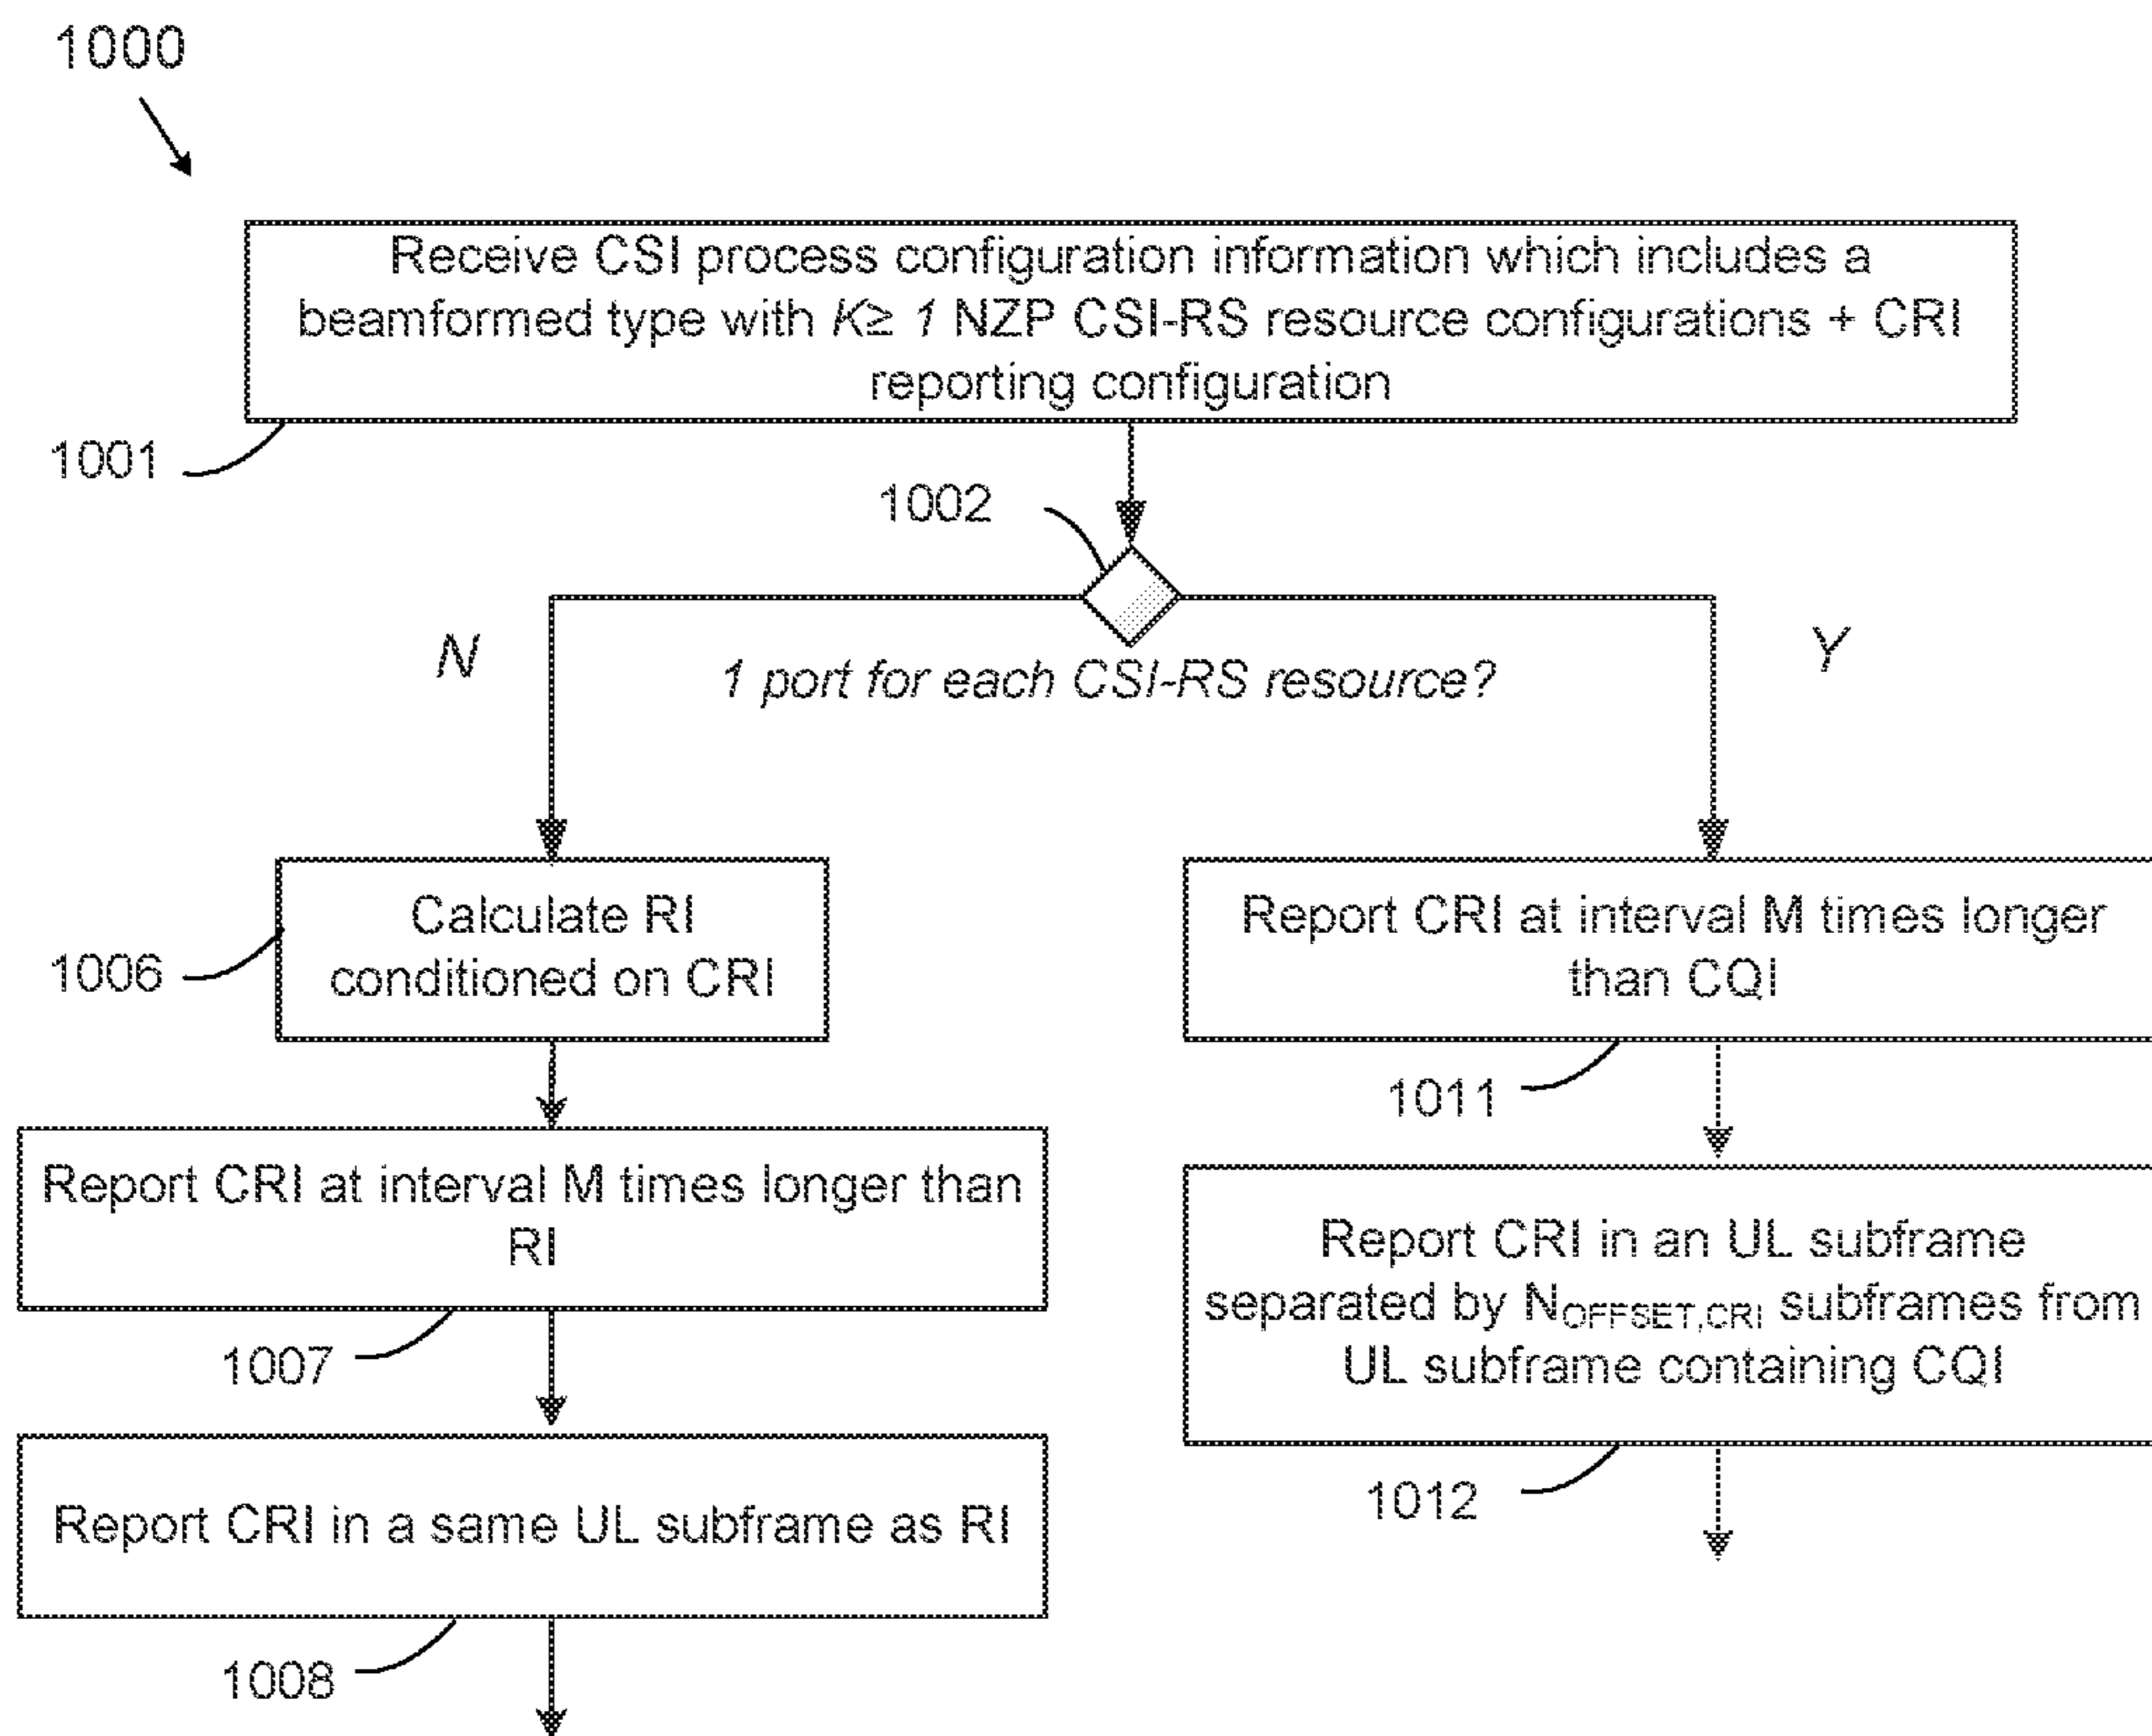 1000
Receive CSI process configuration information which includes a
beamformed type with K≥ 1 NZP CSI-RS resource configurations + CRI
reporting configuration
1001
1002
N
1 port for each CSI-RS resource?
Y
Calculate RI
conditioned on CRI
1006
Report CRI at interval M times longer than
RI
1007
Report CRI in a same UL subframe as RI
1008
Report CRI at interval M times longer
than CQI
1011
Report CRI in an UL subframe
separated by NOFFSET,CRI subframes from
UL subframe containing CQI
1012